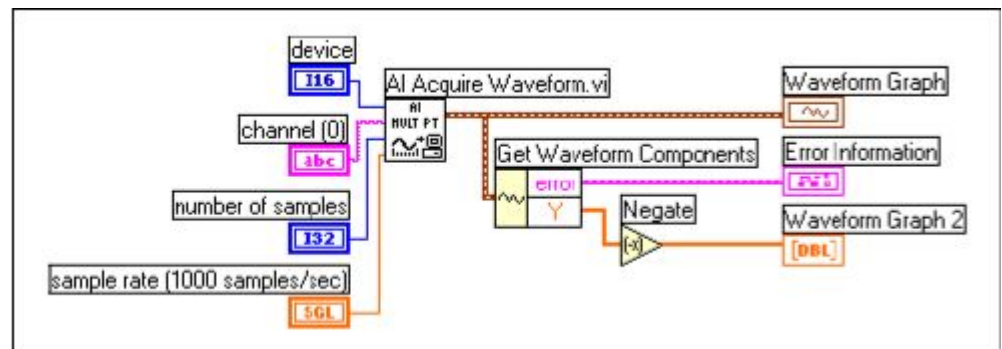 device
I16
AI Acquire Waveform.vi
AI
MULT PT
channel (0)
abc
number of samples
I32
sample rate (1000 samples/sec)
SGL
Get Waveform Components
error
Y
Negate
(-x)
Waveform Graph
Error Information
Waveform Graph 2
[DBL]